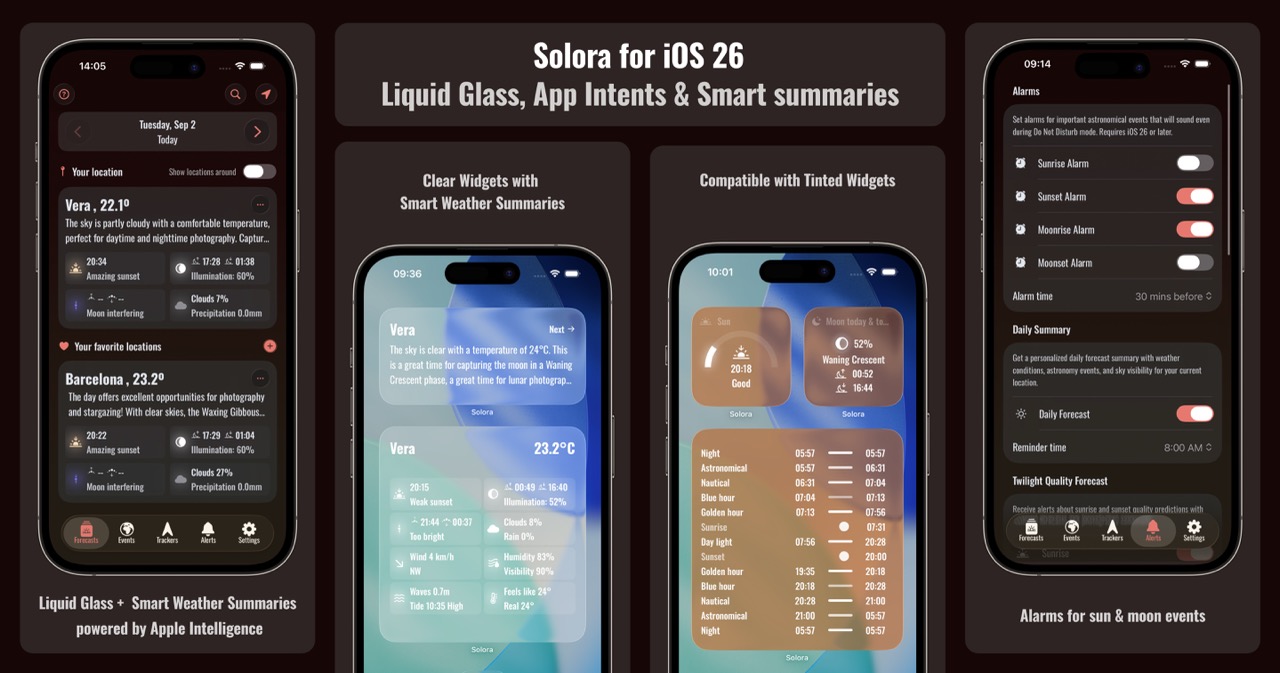 Solora for iOS 26
Liquid Glass, App Intents & Smart summaries
14:05
Tuesday, Sep 2
Today
Your location
Show locations around
Vera , 22.1º
The sky is partly cloudy with a comfortable temperature,
perfect for daytime and nighttime photography. Captur...
20:34
Amazing sunset
17:28 01:38
Illumination: 60%
-- --
Moon interfering
Clouds 7%
Precipitation 0.0mm
Your favorite locations
Barcelona , 23.2º
The day offers excellent opportunities for photography
and stargazing! With clear skies, the Waxing Gibbous...
20:22
Amazing sunset
17:29 01:04
Illumination: 60%
-- --
Moon interfering
Clouds 27%
Precipitation 0.0mm
Forecasts
Events
Trackers
Alerts
Settings
Liquid Glass + Smart Weather Summaries
powered by Apple Intelligence
Clear Widgets with
Smart Weather Summaries
09:36
Vera
Next →
The sky is clear with a temperature of 24°C. This
is a great time for capturing the moon in a Waning
Crescent phase, a great time for lunar photograp...
Solora
Vera
23.2°C
20:15
Weak sunset
00:49 16:40
Illumination: 52%
21:44 00:37
Too bright
Clouds 8%
Rain 0%
Wind 4 km/h
NW
Humidity 83%
Visibility 90%
Waves 0.7m
Tide 10:35 High
Feels like 24°
Real 24°
Solora
Compatible with Tinted Widgets
10:01
Sun
20:18
Good
Solora
Moon today & te...
52%
Waning Crescent
00:52
16:44
Solora
Night 05:57 05:57
Astronomical 05:57 06:31
Nautical 06:31 07:04
Blue hour 07:04 07:13
Golden hour 07:13 07:56
Sunrise 07:31
Day light 07:56 20:28
Sunset 20:00
Golden hour 19:35 20:18
Blue hour 20:18 20:28
Nautical 20:28 21:00
Astronomical 21:00 05:57
Night 05:57 05:57
Solora
09:14
Alarms
Set alarms for important astronomical events that will sound even
during Do Not Disturb mode. Requires iOS 26 or later.
Sunrise Alarm
Sunset Alarm
Moonrise Alarm
Moonset Alarm
Alarm time
30 mins before
Daily Summary
Get a personalized daily forecast summary with weather
conditions, astronomy events, and sky visibility for your current
location.
Daily Forecast
Reminder time
8:00 AM
Twilight Quality Forecast
Receive alerts about sunrise and sunset quality predictions with
Forecasts
Events
Trackers
Alerts
Settings
Sunrise
Alarms for sun & moon events